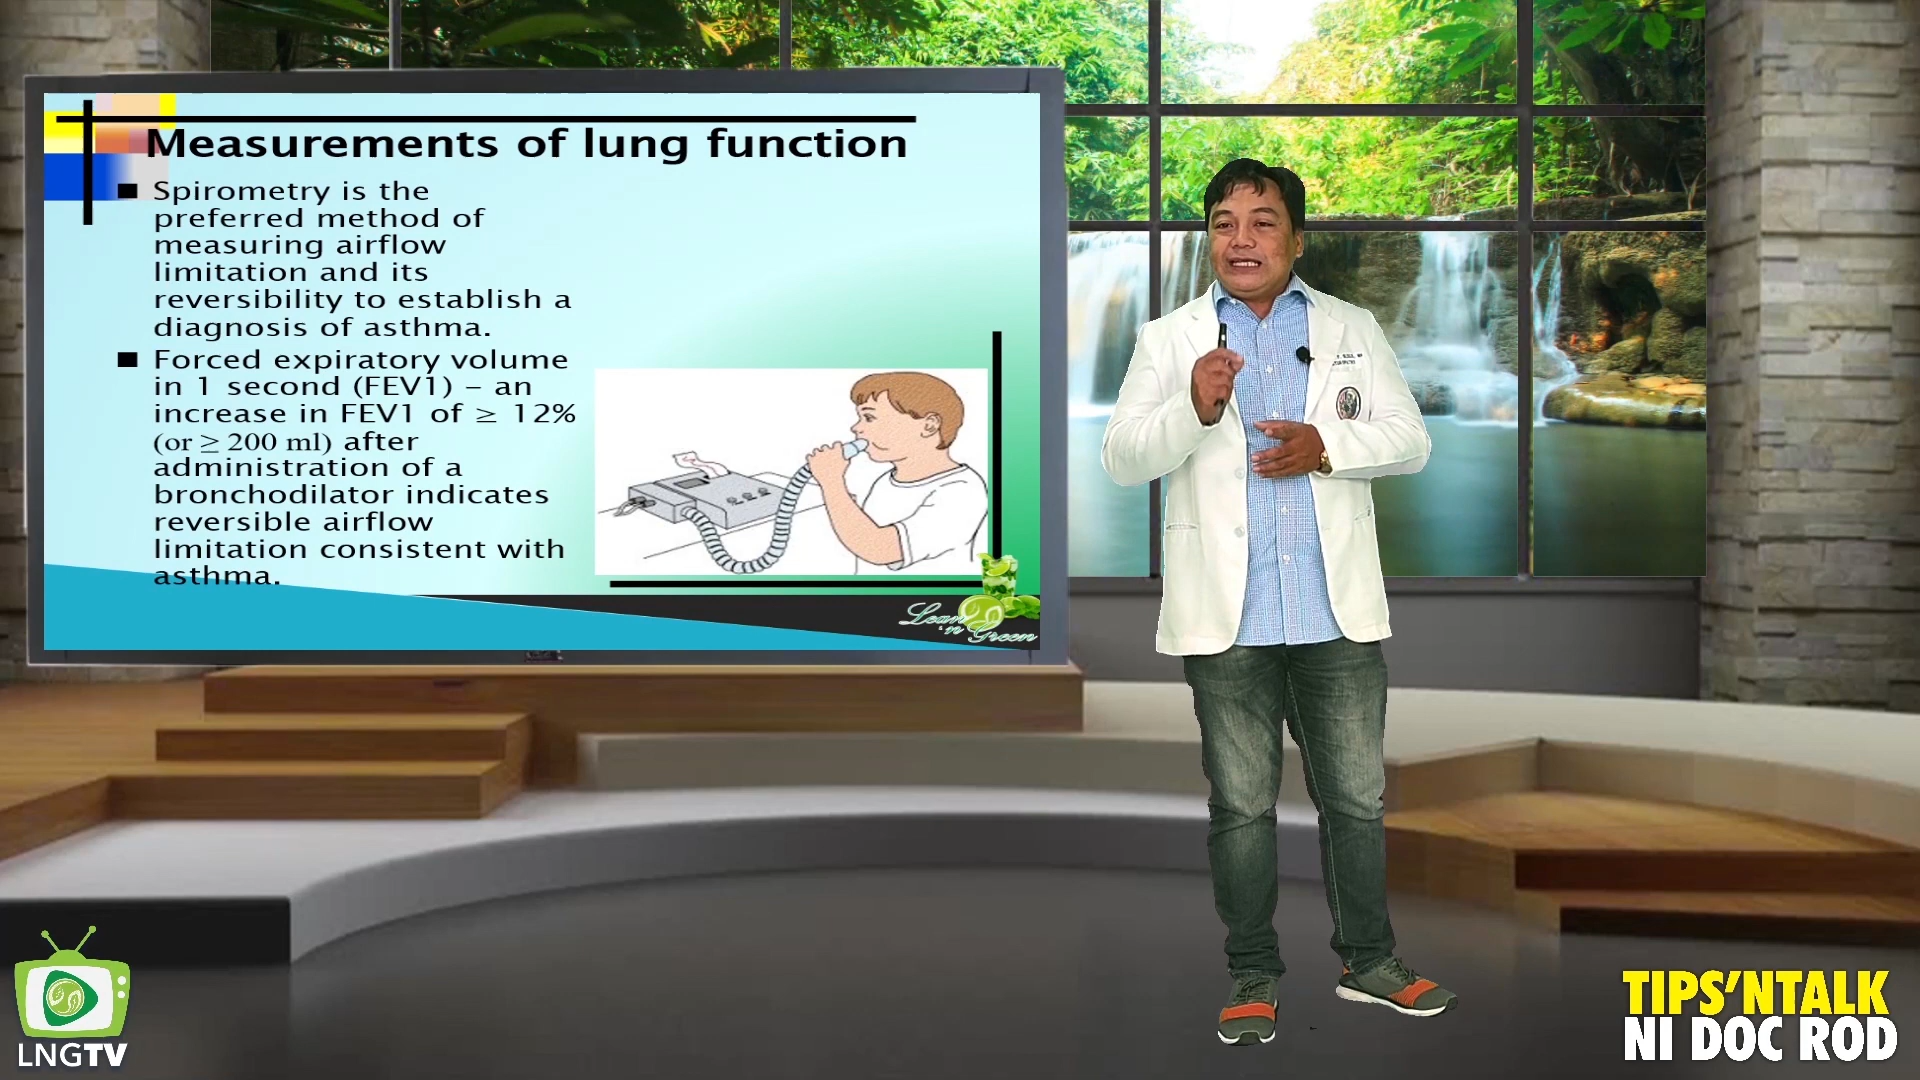 Measurements of lung function
■ Spirometry is the
preferred method of
measuring airflow
limitation and its
reversibility to establish a
diagnosis of asthma.
■ Forced expiratory volume
in 1 second (FEV1) – an
increase in FEV1 of ≥ 12%
(or ≥ 200 ml) after
administration of a
bronchodilator indicates
reversible airflow
limitation consistent with
asthma.
Lean
'n Green
LNGTV
TIPS'NTALK
NI DOC ROD